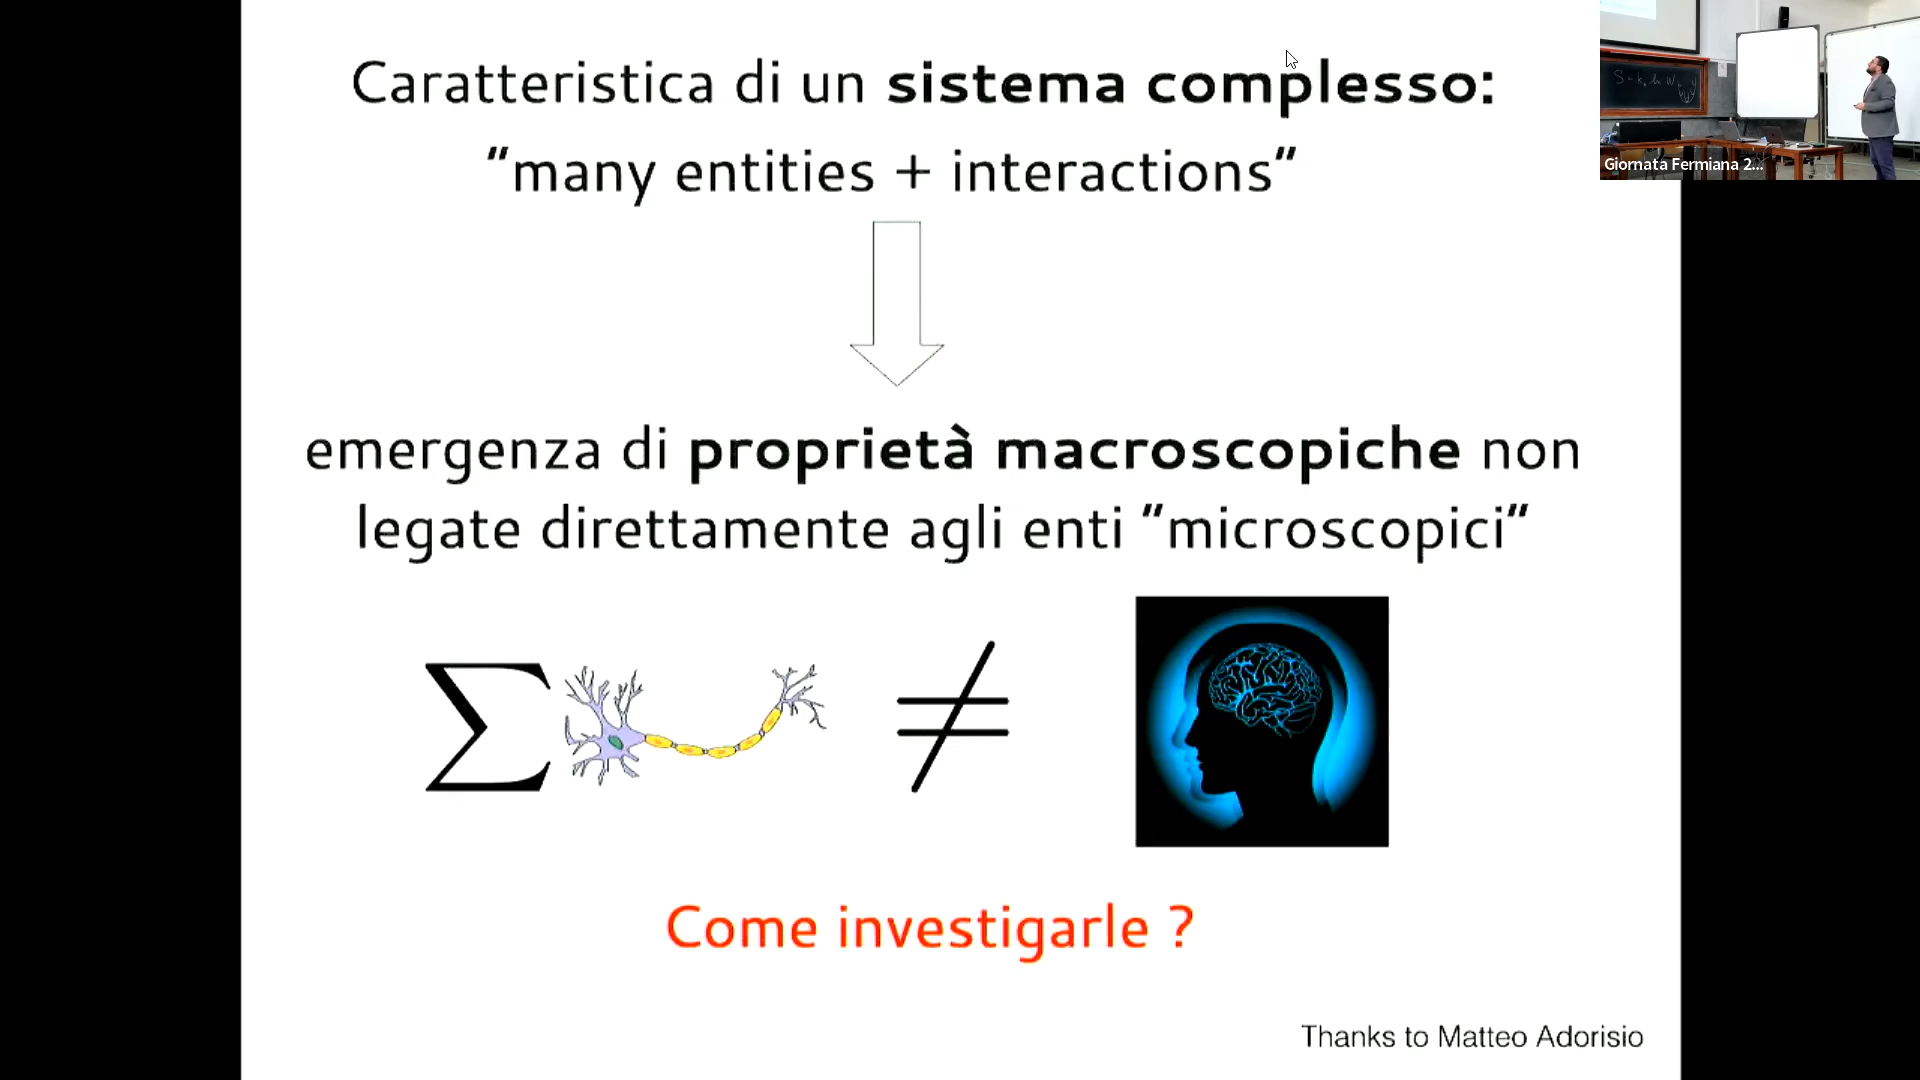 Caratteristica di un sistema complesso:
"many entities + interactions"
emergenza di proprietà macroscopiche non
legate direttamente agli enti "microscopici"
Σ ≠
Come investigarle ?
Thanks to Matteo Adorisio
Giornata Fermiana 2...